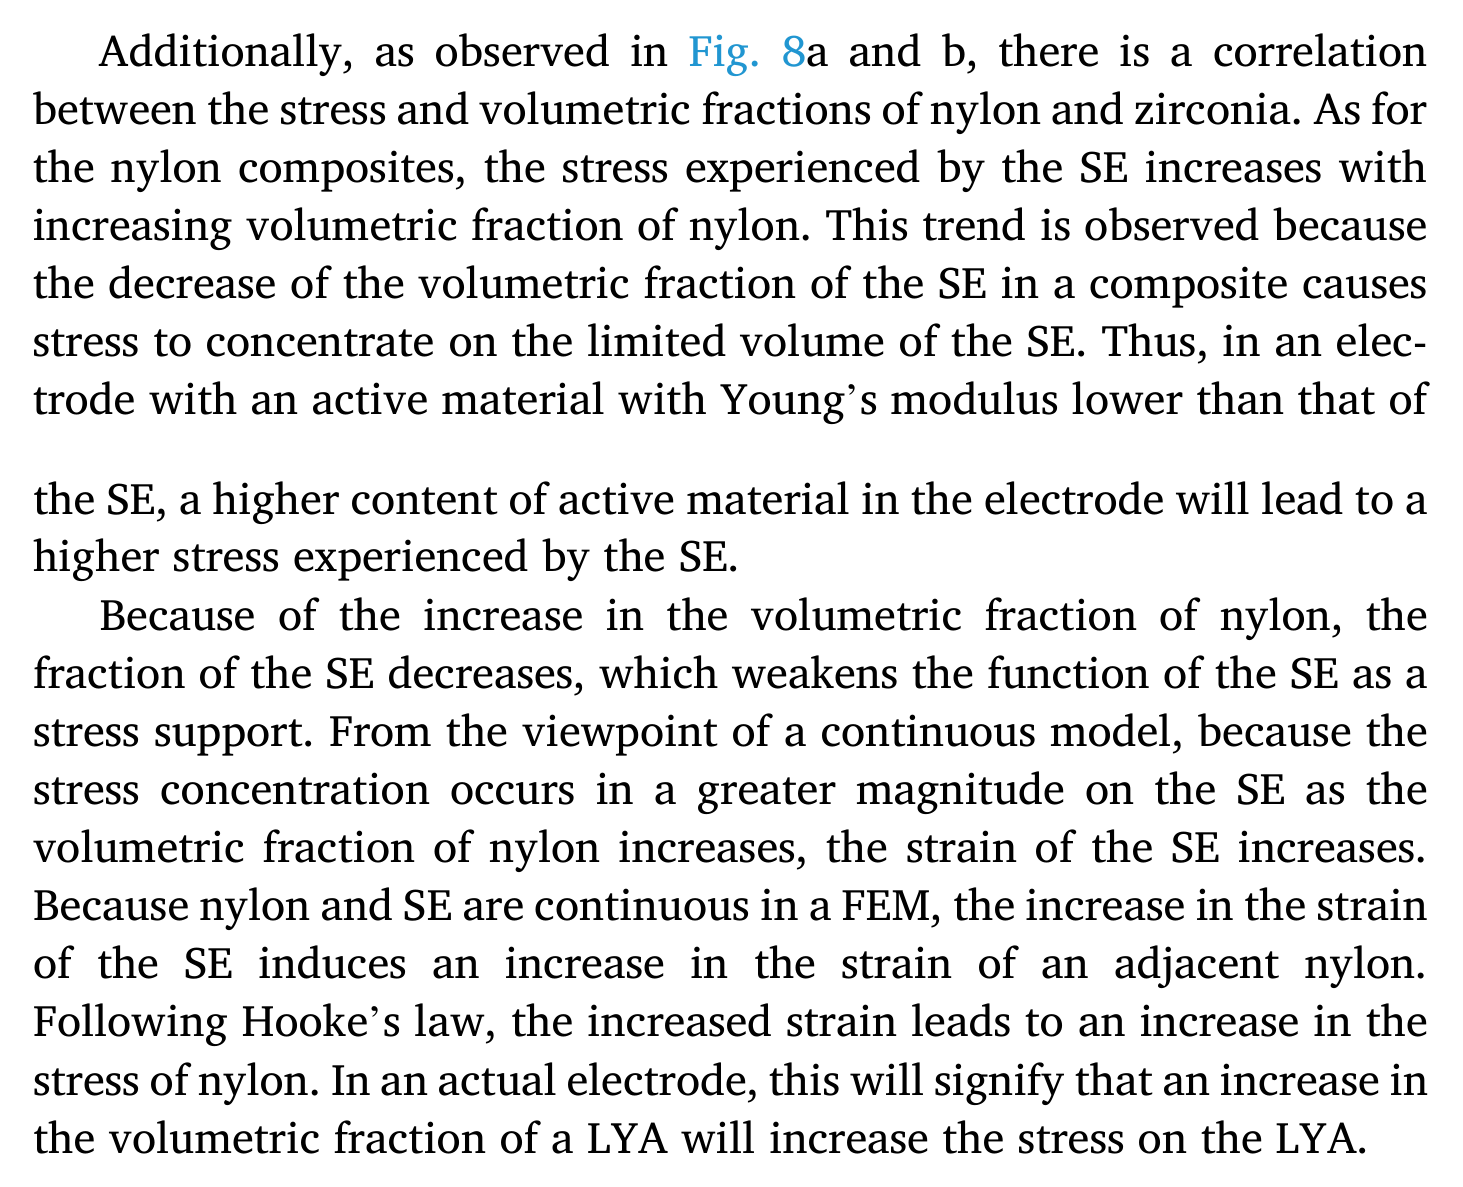 Additionally, as observed in Fig. 8a and b, there is a correlation
between the stress and volumetric fractions of nylon and zirconia. As for
the nylon composites, the stress experienced by the SE increases with
increasing volumetric fraction of nylon. This trend is observed because
the decrease of the volumetric fraction of the SE in a composite causes
stress to concentrate on the limited volume of the SE. Thus, in an elec-
trode with an active material with Young’s modulus lower than that of
the SE, a higher content of active material in the electrode will lead to a
higher stress experienced by the SE.
Because of the increase in the volumetric fraction of nylon, the
fraction of the SE decreases, which weakens the function of the SE as a
stress support. From the viewpoint of a continuous model, because the
stress concentration occurs in a greater magnitude on the SE as the
volumetric fraction of nylon increases, the strain of the SE increases.
Because nylon and SE are continuous in a FEM, the increase in the strain
of the SE induces an increase in the strain of an adjacent nylon.
Following Hooke’s law, the increased strain leads to an increase in the
stress of nylon. In an actual electrode, this will signify that an increase in
the volumetric fraction of a LYA will increase the stress on the LYA.